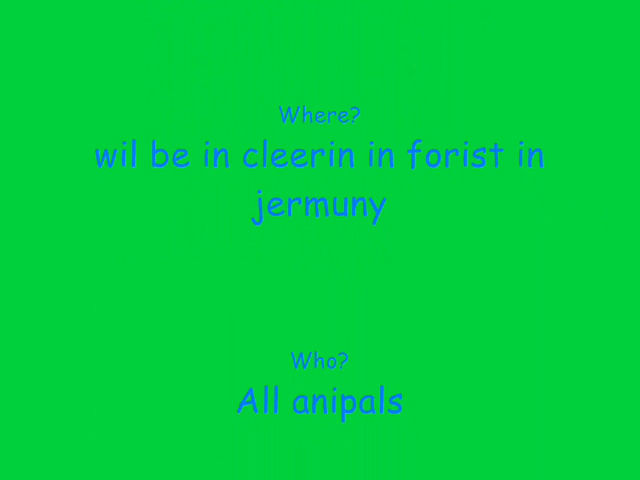 Where?
wil be in cleerin in forist in
jermuny
Who?
All anipals